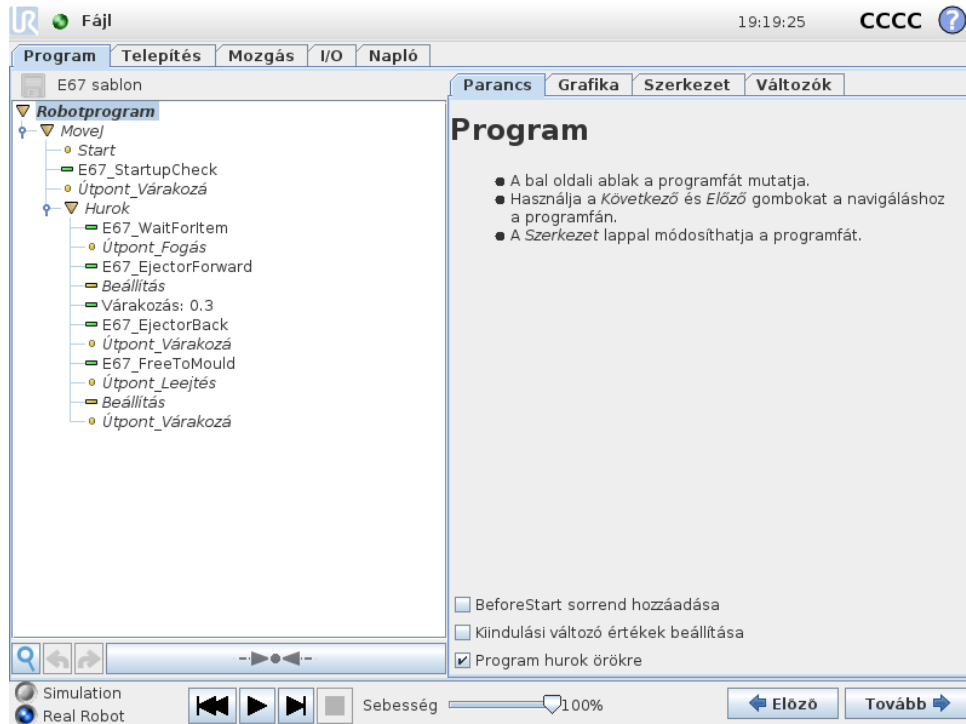 UR Fájl 19:19:25 CCCC ?
Program Telepítés Mozgás I/O Napló
E67 sablon
Robotprogram
MoveJ
Start
E67_StartupCheck
Útpont_Várakozá
Hurok
E67_WaitForItem
Útpont_Fogás
E67_EjectorForward
Beállítás
Várakozás: 0.3
E67_EjectorBack
Útpont_Várakozá
E67_FreeToMould
Útpont_Leejtés
Beállítás
Útpont_Várakozá
Parancs Grafika Szerkezet Változók
Program
A bal oldali ablak a programfát mutatja.
Használja a Következő és Előző gombokat a navigáláshoz
a programfán.
A Szerkezet lappal módosíthatja a programfát.
BeforeStart sorrend hozzáadása
Kiindulási változó értékek beállítása
Program hurok örökre
Simulation
Real Robot
Sebesség 100%
Előző Tovább